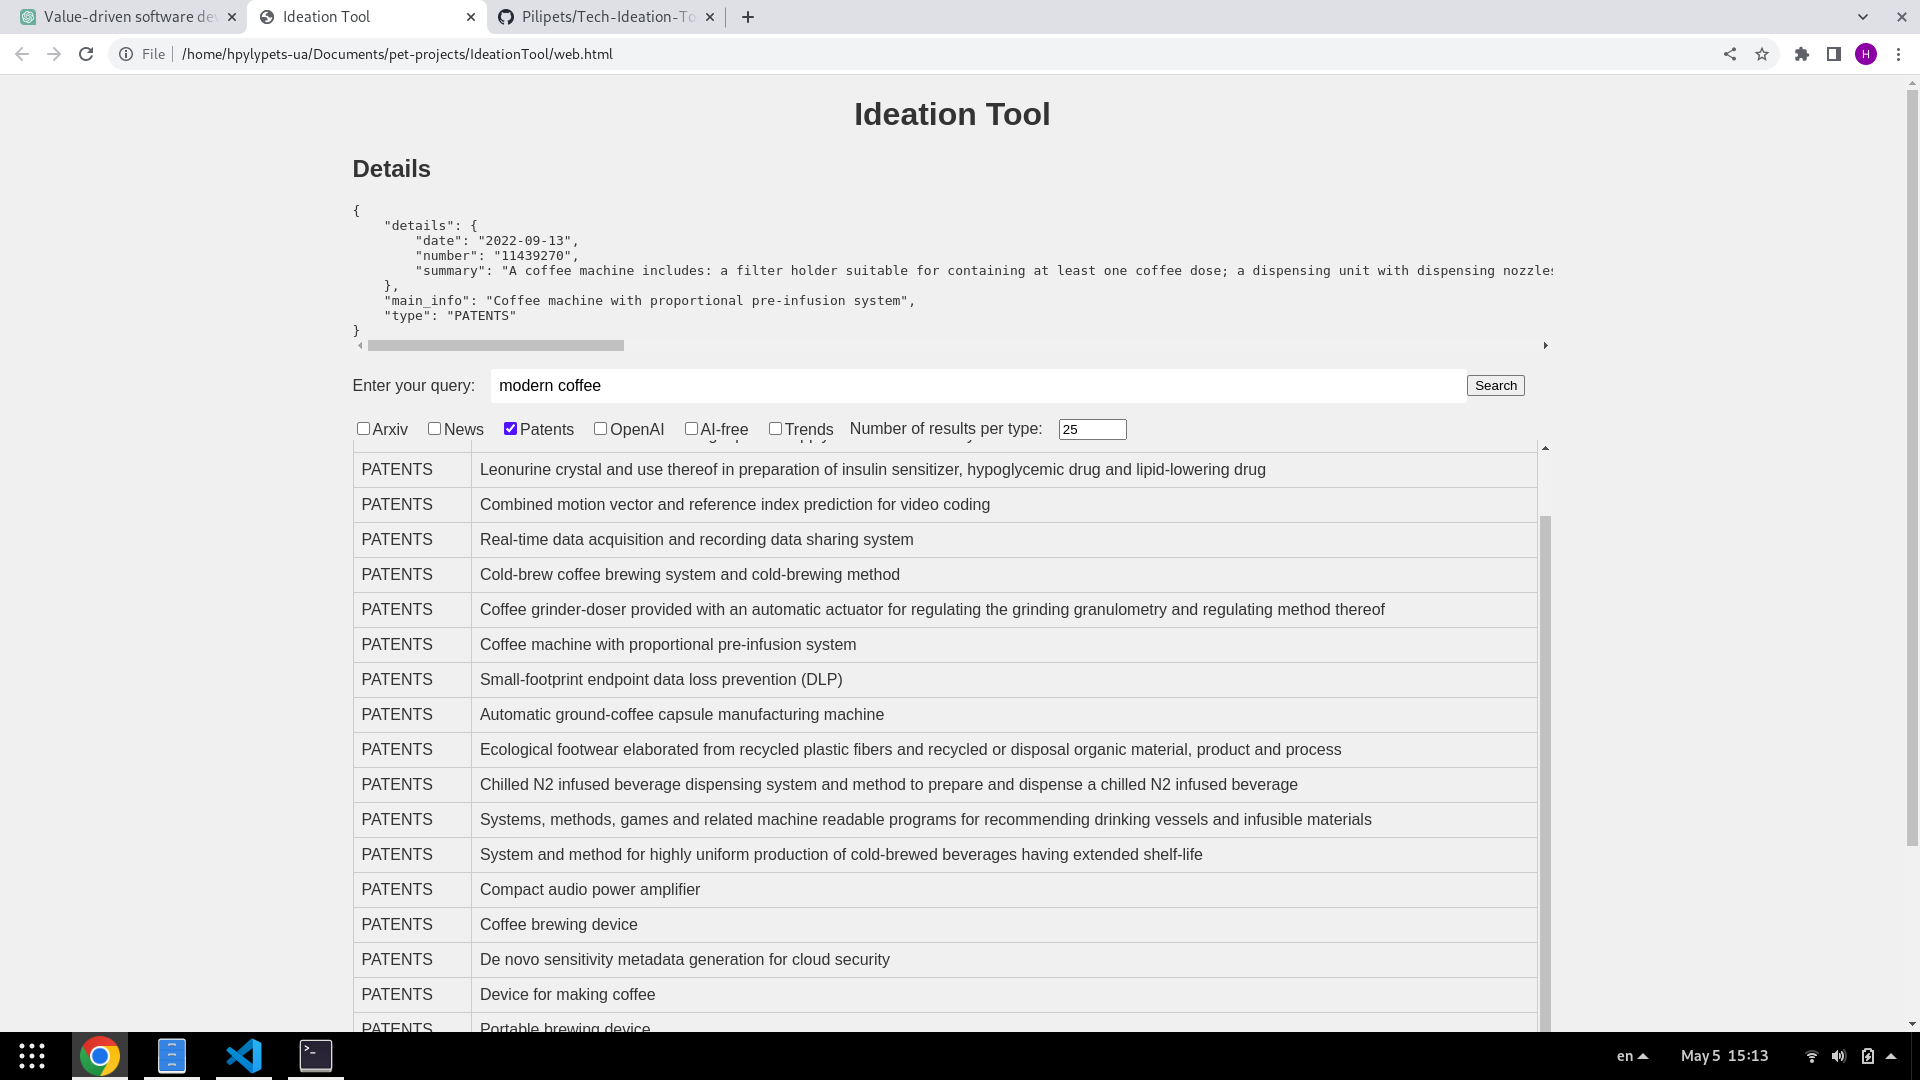 Value-driven software de
Ideation Tool
Pilipets/Tech-Ideation-To
File
/home/hpylypets-ua/Documents/pet-projects/IdeationTool/web.html
H
Ideation Tool
Details
{
"details": {
"date": "2022-09-13",
"number": "11439270",
"summary": "A coffee machine includes: a filter holder suitable for containing at least one coffee dose; a dispensing unit with dispensing nozzles
},
"main_info": "Coffee machine with proportional pre-infusion system",
"type": "PATENTS"
}
Enter your query: modern coffee Search
Arxiv News Patents OpenAI AI-free Trends Number of results per type: 25
PATENTS Leonurine crystal and use thereof in preparation of insulin sensitizer, hypoglycemic drug and lipid-lowering drug
PATENTS Combined motion vector and reference index prediction for video coding
PATENTS Real-time data acquisition and recording data sharing system
PATENTS Cold-brew coffee brewing system and cold-brewing method
PATENTS Coffee grinder-doser provided with an automatic actuator for regulating the grinding granulometry and regulating method thereof
PATENTS Coffee machine with proportional pre-infusion system
PATENTS Small-footprint endpoint data loss prevention (DLP)
PATENTS Automatic ground-coffee capsule manufacturing machine
PATENTS Ecological footwear elaborated from recycled plastic fibers and recycled or disposal organic material, product and process
PATENTS Chilled N2 infused beverage dispensing system and method to prepare and dispense a chilled N2 infused beverage
PATENTS Systems, methods, games and related machine readable programs for recommending drinking vessels and infusible materials
PATENTS System and method for highly uniform production of cold-brewed beverages having extended shelf-life
PATENTS Compact audio power amplifier
PATENTS Coffee brewing device
PATENTS De novo sensitivity metadata generation for cloud security
PATENTS Device for making coffee
PATENTS Portable brewing device
en May 5 15:13